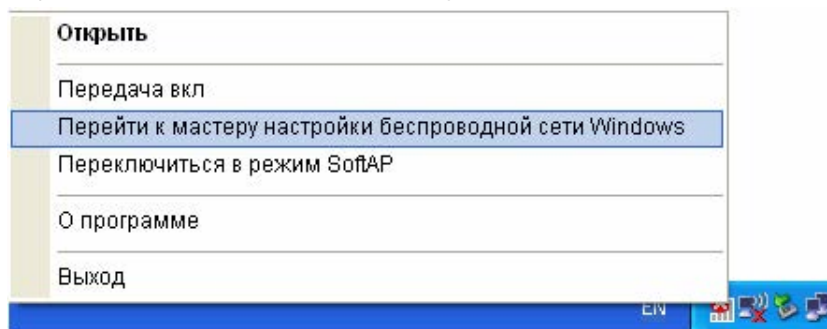 Открыть
Передача вкл
Перейти к мастеру настройки беспроводной сети Windows
Переключиться в режим SoftAP
О программе
Выход
EN